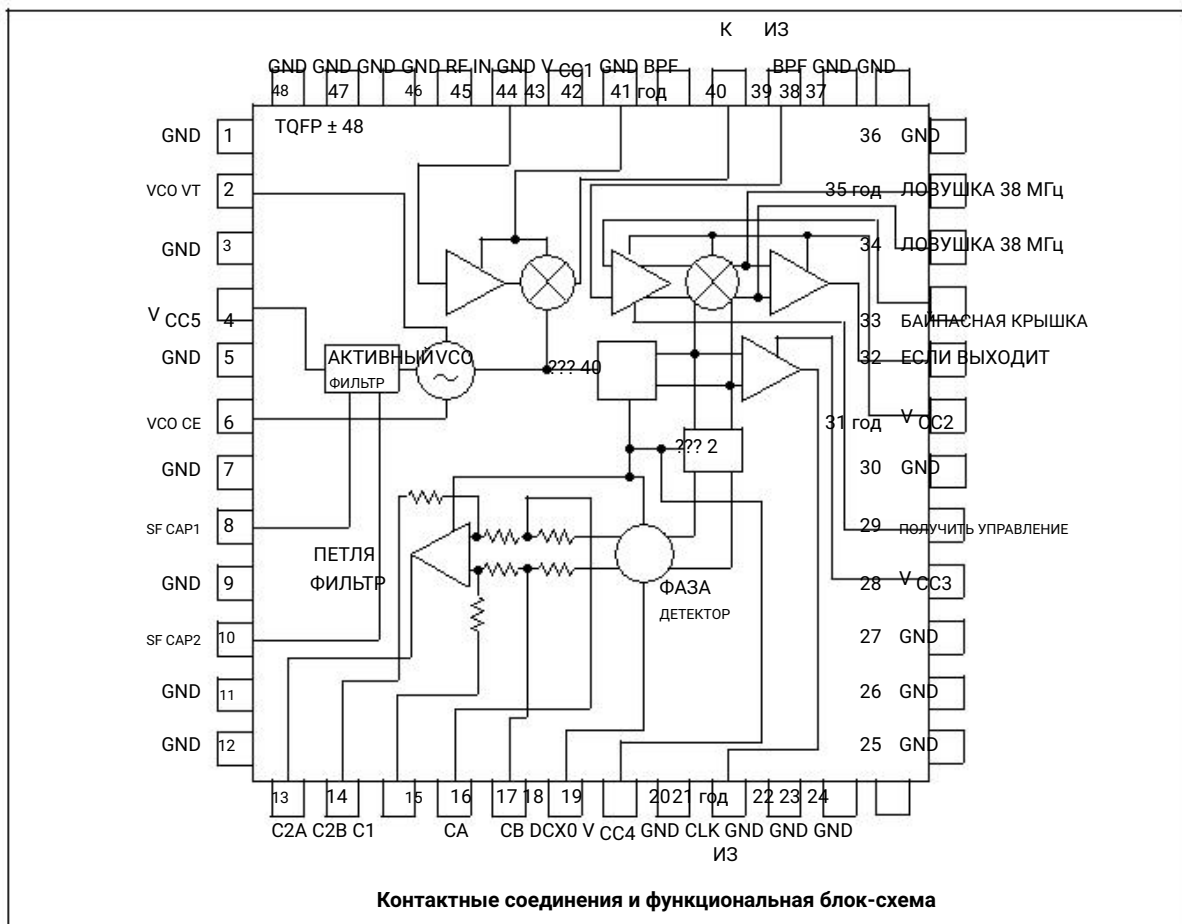 К ИЗ
GND GND GND GND RF IN GND V CC1 GND BPF BPF GND GND
48 47 46 45 44 43 42 41 год 40 39 38 37
TQFP ± 48
GND 1
36 GND
VCO VT 2
35 год ЛОВУШКА 38 МГц
GND 3
34 ЛОВУШКА 38 МГц
V CC5 4
33 БАЙПАСНАЯ КРЫШКА
GND 5
АКТИВНЫЙ VCO
ФИЛЬТР
??? 40
32 ЕСЛИ ВЫХОДИТ
VCO CE 6
31 год V CC2
GND 7
??? 2
30 GND
SF CAP1 8
29 ПОЛУЧИТЬ УПРАВЛЕНИЕ
ПЕТЛЯ
ФИЛЬТР
GND 9
ФАЗА
ДЕТЕКТОР
28 V CC3
SF CAP2 10
27 GND
GND 11
26 GND
GND 12
25 GND
13 14 15 16 17 18 19 20 21 год 22 23 24
C2A C2B C1 CA CB DCX0 V CC4 GND CLK GND GND GND
ИЗ
Контактные соединения и функциональная блок-схема